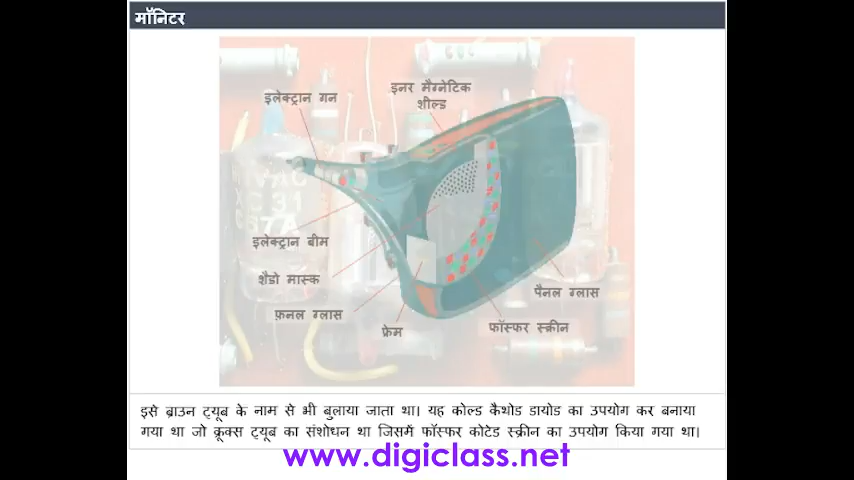 मॉनिटर
इलेक्ट्रान गन
इनर मैग्नेटिक
शील्ड
इलेक्ट्रान बीम
शैडो मास्क
फ़नल ग्लास
फ्रेम
पैनल ग्लास
फॉस्फर स्क्रीन
इसे ब्राउन ट्यूब के नाम से भी बुलाया जाता था। यह कोल्ड कैथोड डायोड का उपयोग कर बनाया
गया था जो क्रूक्स ट्यूब का संशोधन था जिसमें फॉस्फर कोटेड स्क्रीन का उपयोग किया गया था।
www.digiclass.net